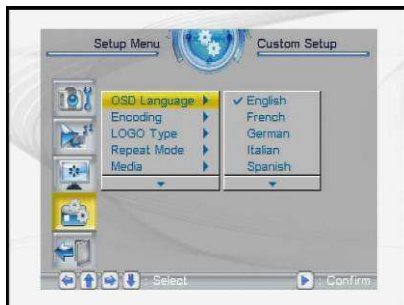 Setup Menu
Custom Setup
OSD Language
Encoding
LOGO Type
Repeat Mode
Media
English
French
German
Italian
Spanish
: Select
: Confirm